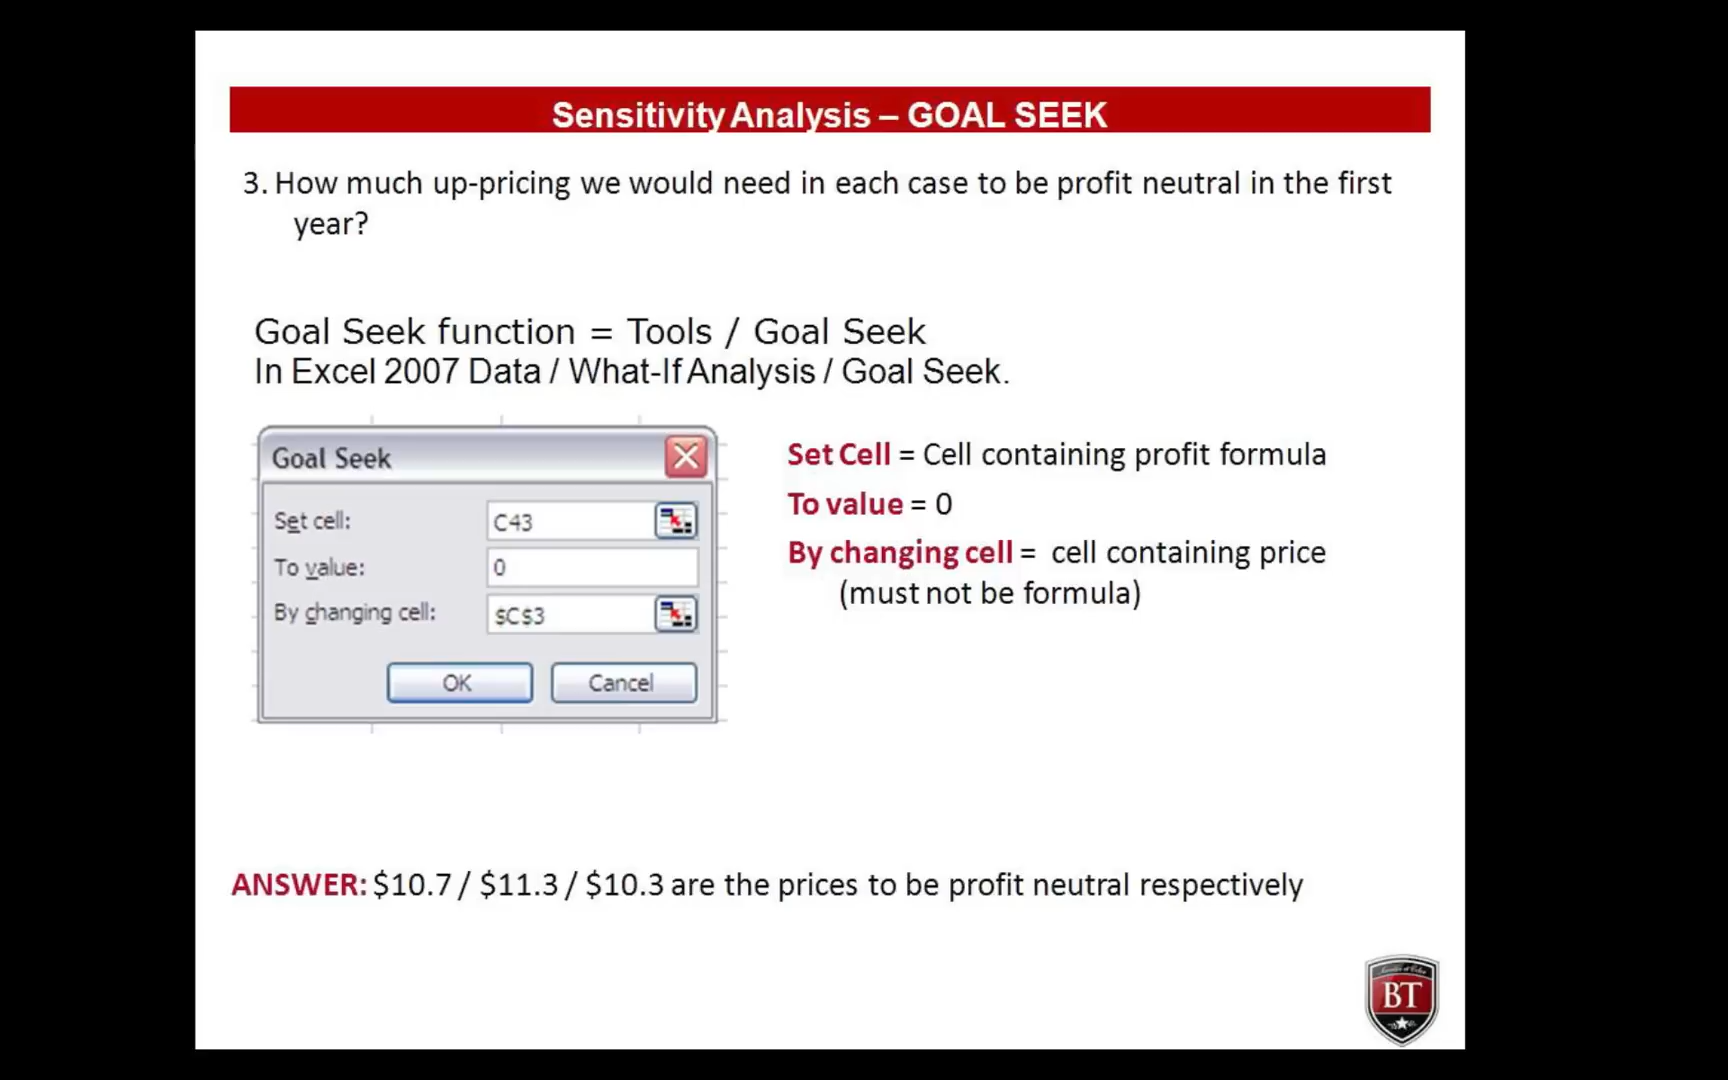 Sensitivity Analysis – GOAL SEEK
3. How much up-pricing we would need in each case to be profit neutral in the first
year?
Goal Seek function = Tools / Goal Seek
In Excel 2007 Data / What-If Analysis / Goal Seek.
Goal Seek
Set cell: C43
To value: 0
By changing cell: $C$3
OK Cancel
Set Cell = Cell containing profit formula
To value = 0
By changing cell = cell containing price
(must not be formula)
ANSWER: $10.7 / $11.3 / $10.3 are the prices to be profit neutral respectively
BT